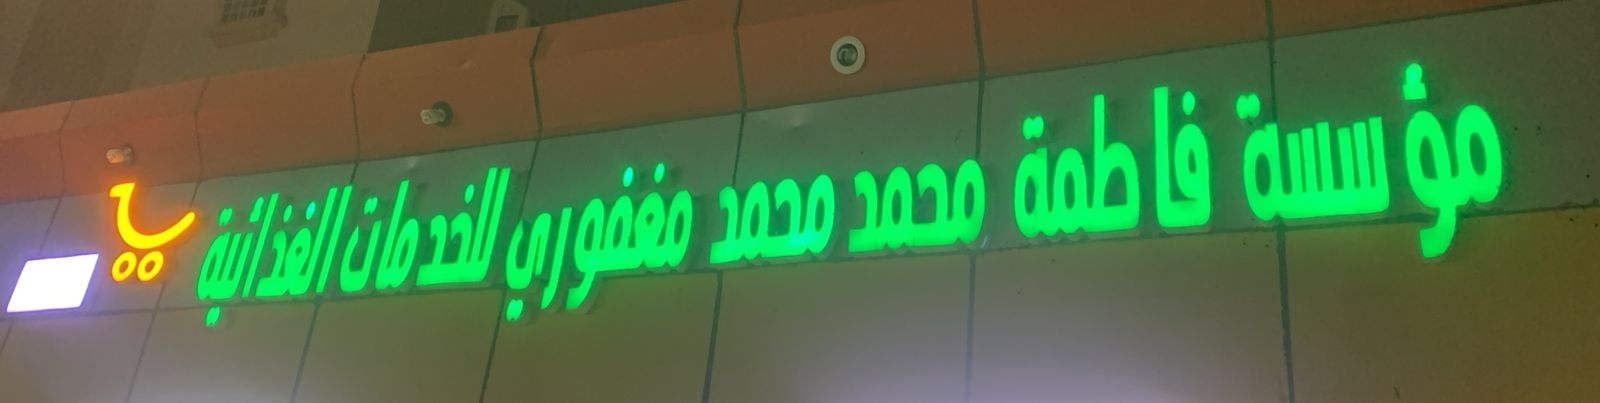 مؤسسة فاطمة محمد محمد مغفوري للخدمات الغذائية